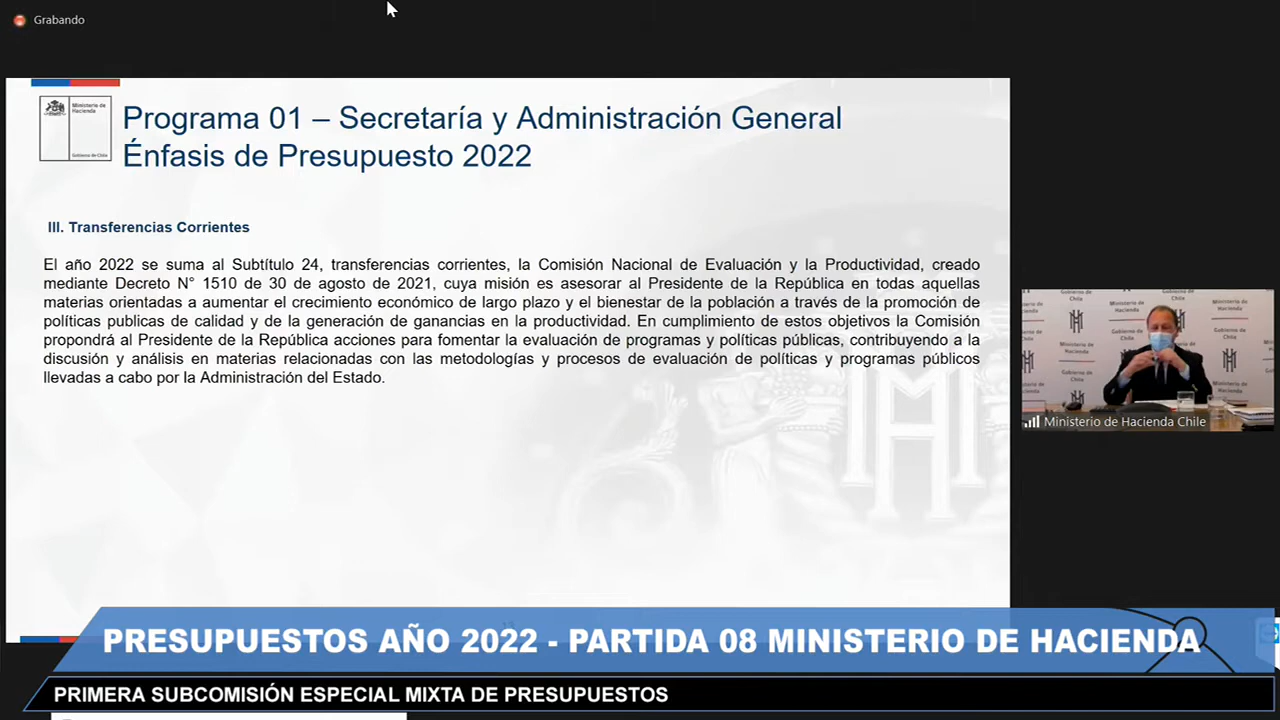 Grabando
Ministerio de
Hacienda
Gobierno de Chile
Programa 01 – Secretaría y Administración General
Énfasis de Presupuesto 2022
III. Transferencias Corrientes
El año 2022 se suma al Subtítulo 24, transferencias corrientes, la Comisión Nacional de Evaluación y la Productividad, creado
mediante Decreto N° 1510 de 30 de agosto de 2021, cuya misión es asesorar al Presidente de la República en todas aquellas
materias orientadas a aumentar el crecimiento económico de largo plazo y el bienestar de la población a través de la promoción de
políticas publicas de calidad y de la generación de ganancias en la productividad. En cumplimiento de estos objetivos la Comisión
propondrá al Presidente de la República acciones para fomentar la evaluación de programas y políticas públicas, contribuyendo a la
discusión y análisis en materias relacionadas con las metodologías y procesos de evaluación de políticas y programas públicos
llevadas a cabo por la Administración del Estado.
Ministerio de Hacienda Chile
PRESUPUESTOS AÑO 2022 - PARTIDA 08 MINISTERIO DE HACIENDA
PRIMERA SUBCOMISIÓN ESPECIAL MIXTA DE PRESUPUESTOS